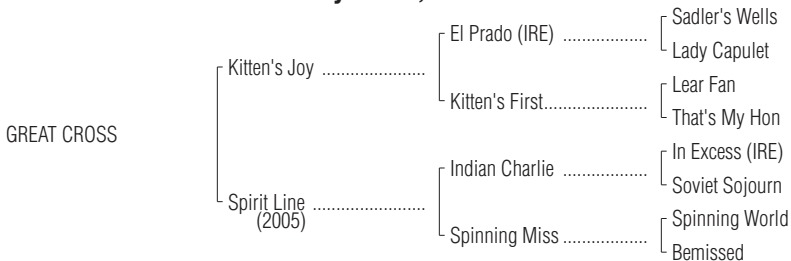 Sadler's Wells
El Prado (IRE) ..................
Lady Capulet
Kitten's Joy ......................
Lear Fan
Kitten's First......................
That's My Hon
GREAT CROSS
In Excess (IRE)
Indian Charlie ..................
Soviet Sojourn
Spirit Line ........................
(2005)
Spinning World
Spinning Miss ..................
Bemissed